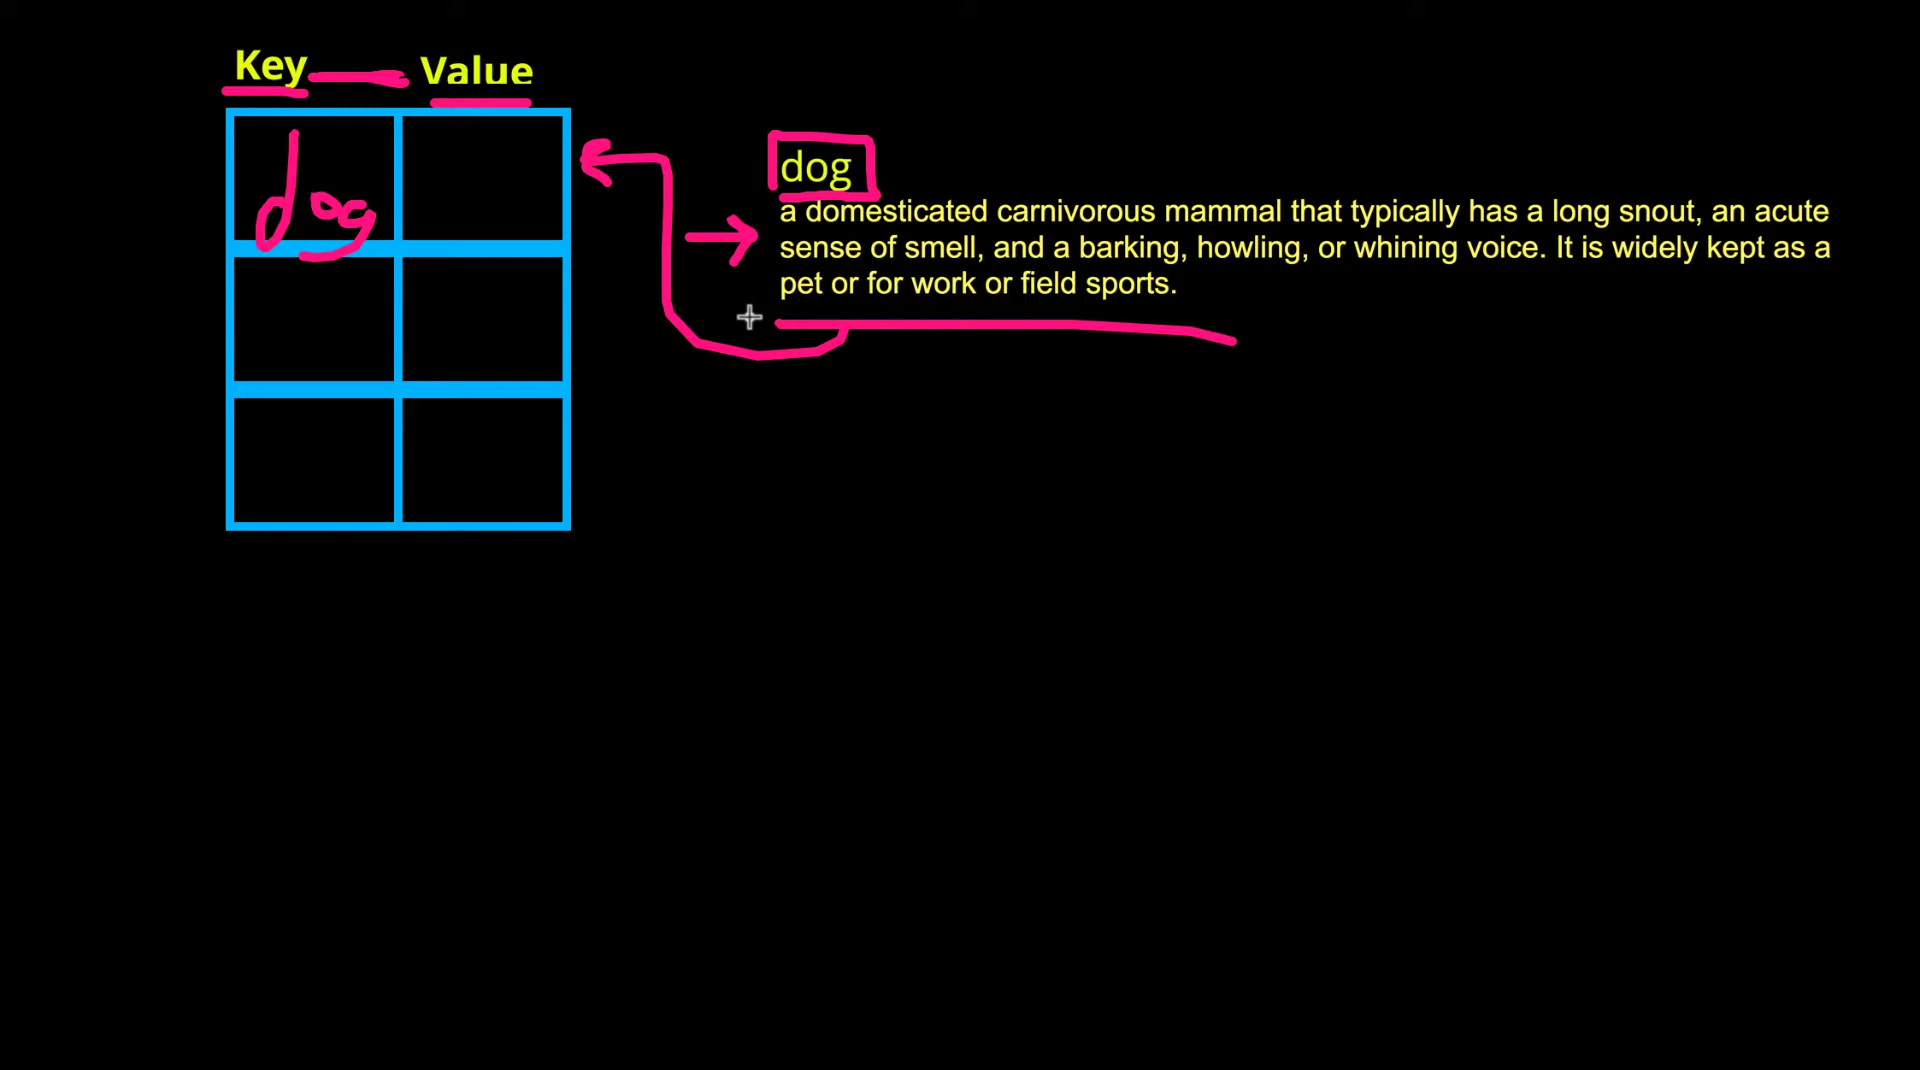 Key Value
dog
dog
a domesticated carnivorous mammal that typically has a long snout, an acute
sense of smell, and a barking, howling, or whining voice. It is widely kept as a
pet or for work or field sports.